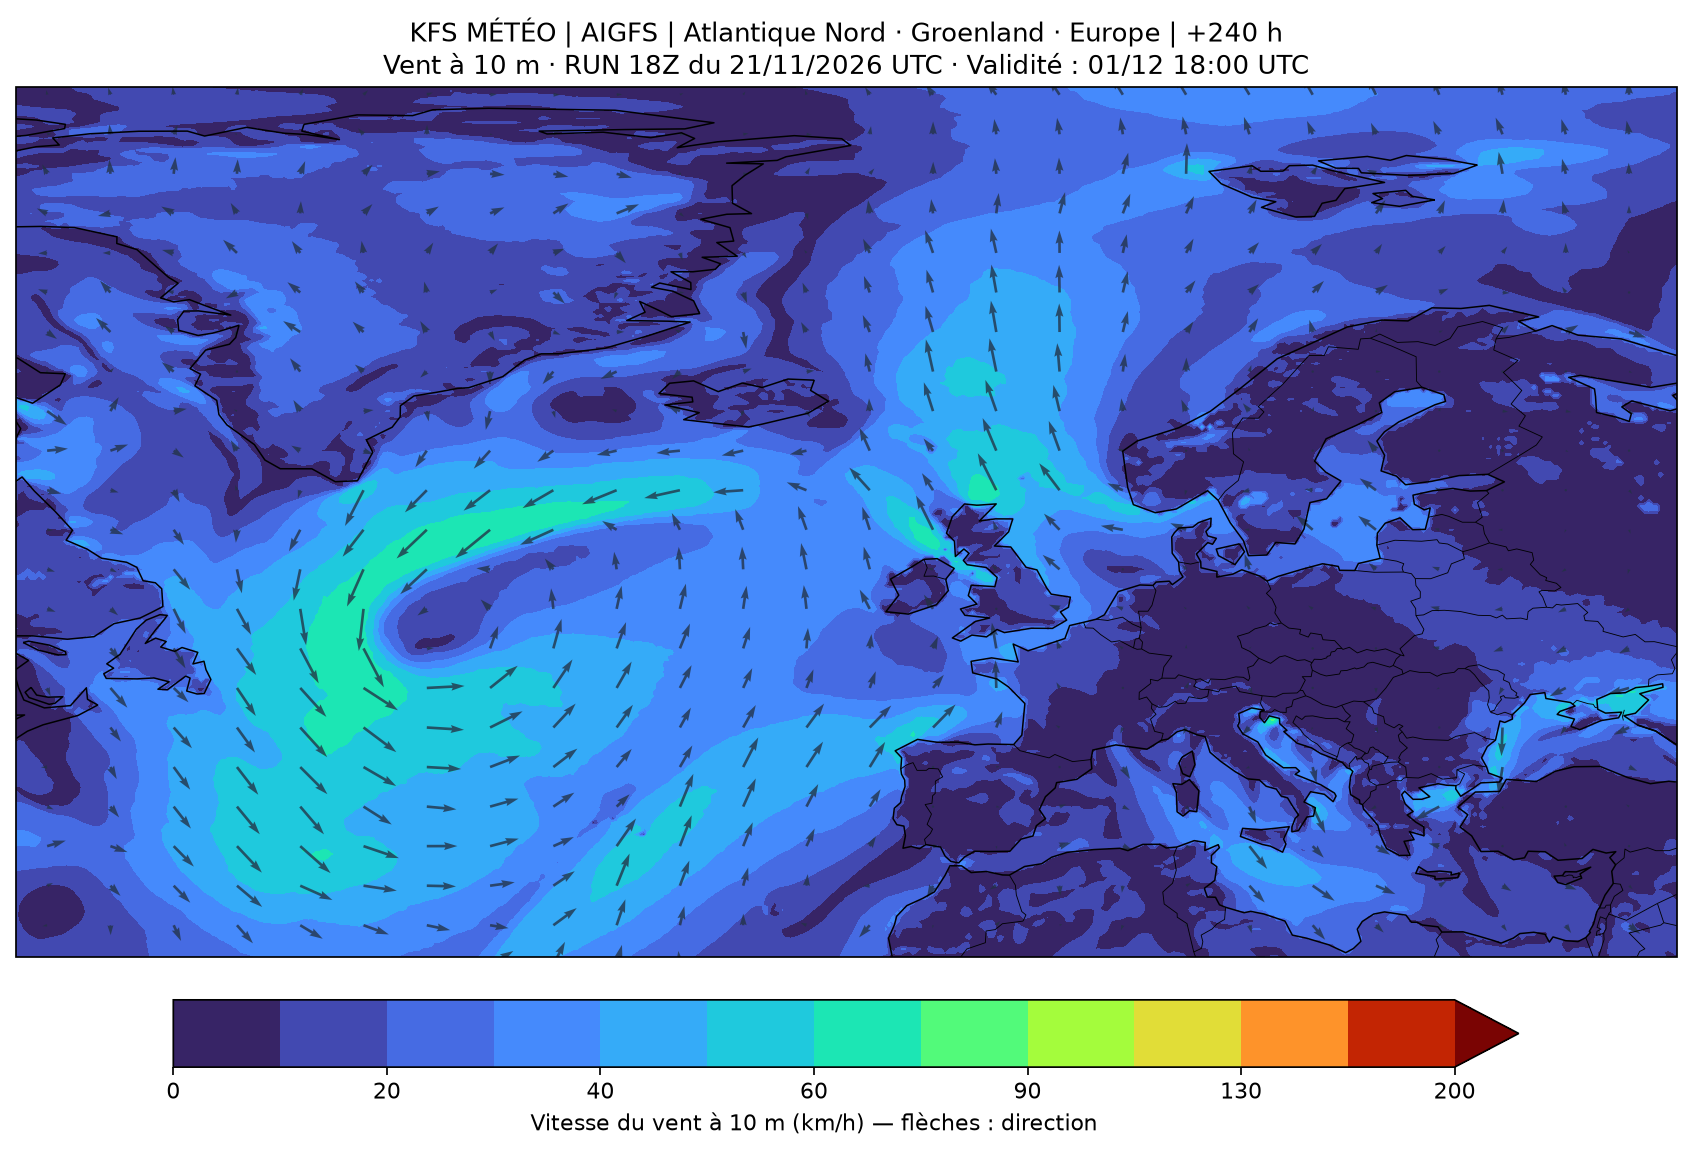 KFS MÉTÉO | AIGFS | Atlantique Nord · Groenland · Europe | +240 h
Vent à 10 m · RUN 18Z du 21/11/2026 UTC · Validité : 01/12 18:00 UTC
0 20 40 60 90 130 200
Vitesse du vent à 10 m (km/h) — flèches : direction